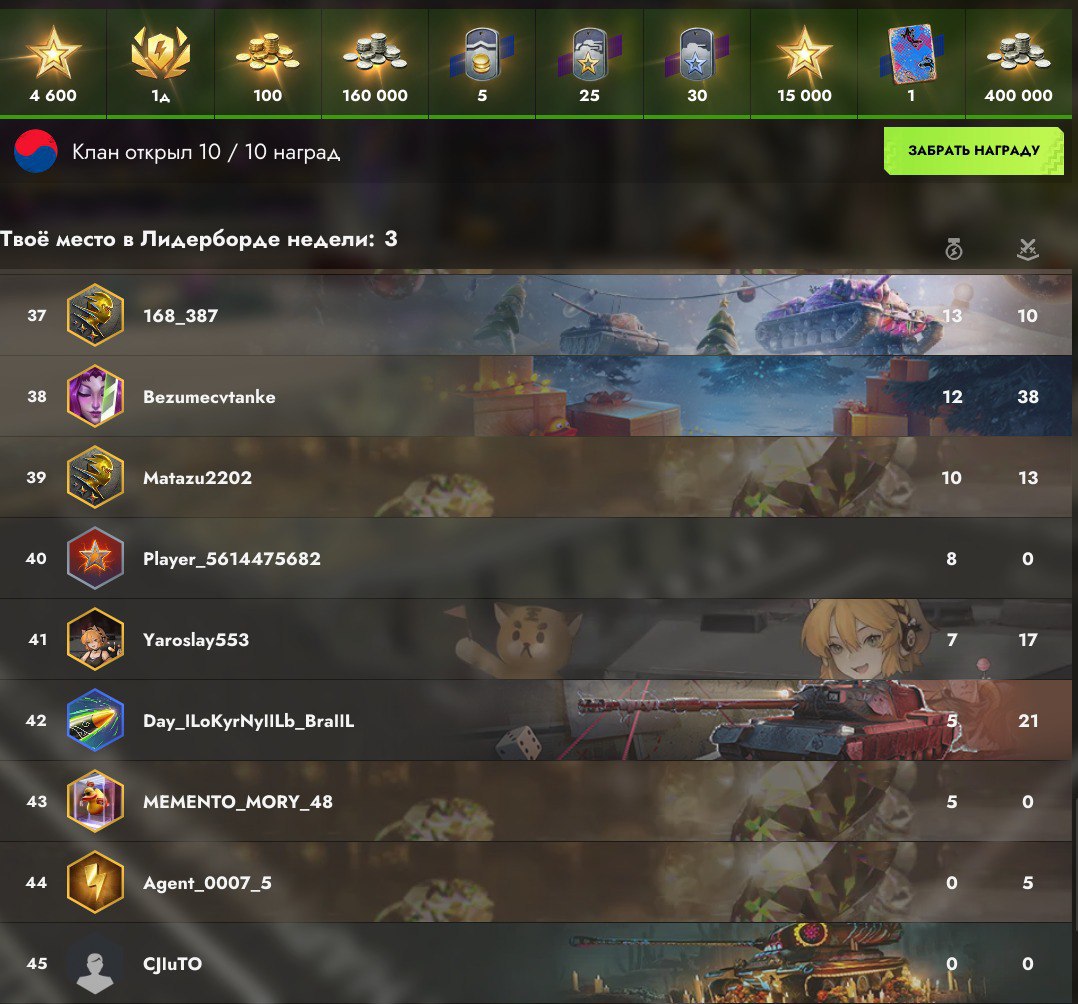 4 600 1д 100 160 000 5 25 30 15 000 1 400 000
Клан открыл 10 / 10 наград ЗАБРАТЬ НАГРАДУ
Твоё место в Лидерборде недели: 3
37 168_387 13 10
38 Bezumecvtanke 12 38
39 Matazu2202 10 13
40 Player_5614475682 8 0
41 Yaroslay553 7 17
42 Day_ILoKyrNyIILb_BraIIL 5 21
43 MEMENTO_MORY_48 5 0
44 Agent_0007_5 0 5
45 CJIuTO 0 0